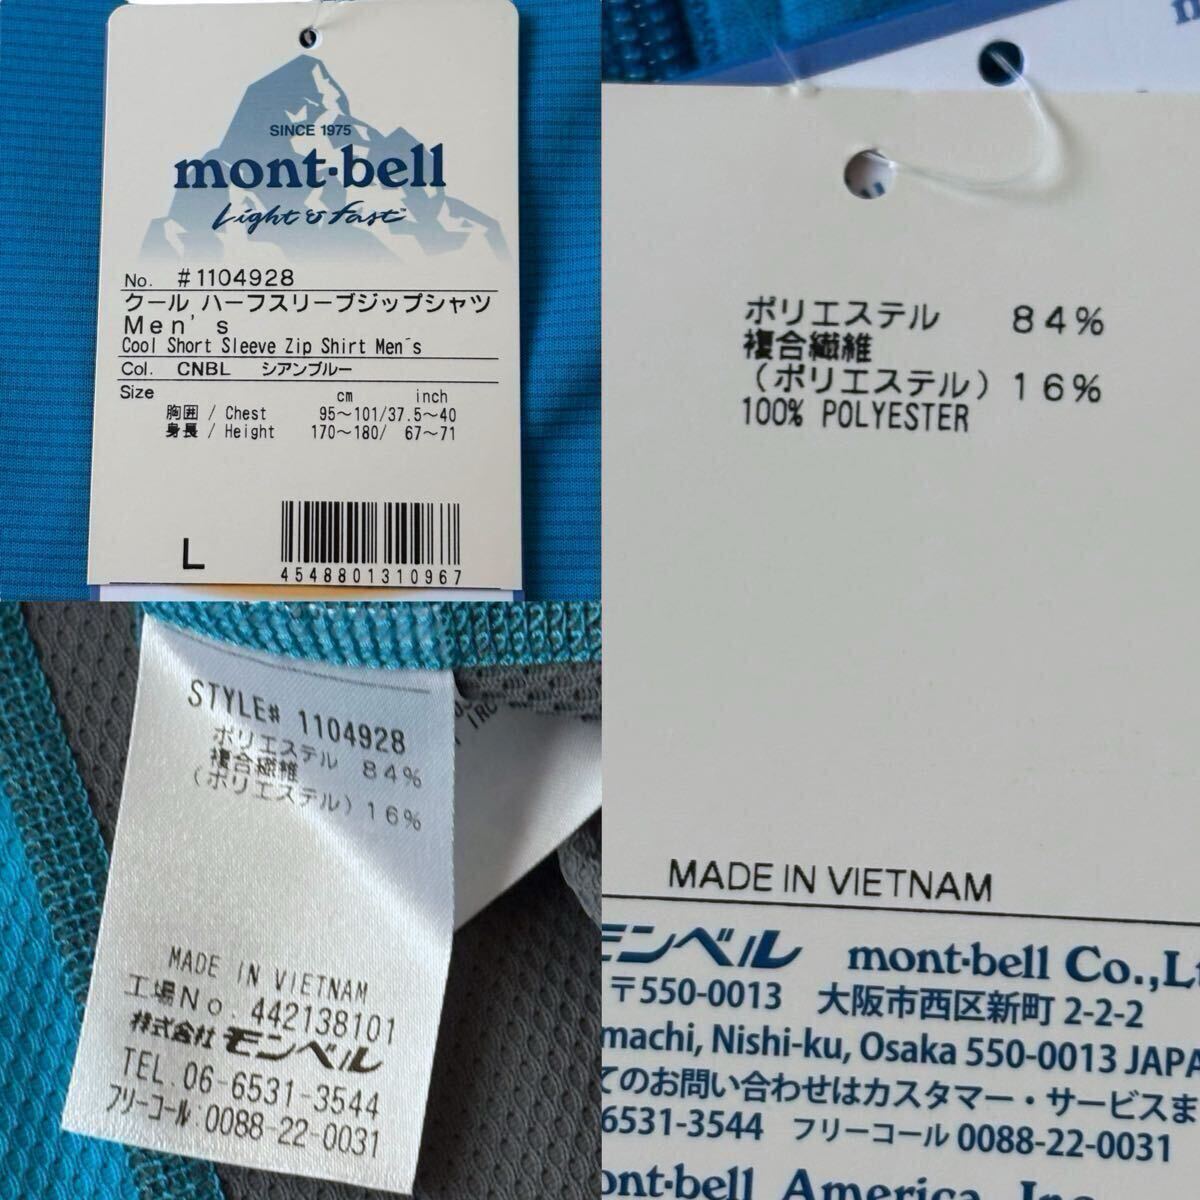 SINCE 1975
mont-bell
Light & Fast™
No. #1104928
クール ハーフスリーブジップシャツ
Men's
Cool Short Sleeve Zip Shirt Men's
Col. CNBL シアンブルー
Size cm inch
胸囲 / Chest 95～101/37.5～40
身長 / Height 170～180/ 67～71
L
4548801310967
ポリエステル 84%
複合繊維
(ポリエステル) 16%
100% POLYESTER
MADE IN VIETNAM
モンベル mont-bell Co.,Lt
〒550-0013 大阪市西区新町 2-2-2
machi, Nishi-ku, Osaka 550-0013 JAPA
てのお問い合わせはカスタマー・サービスま
6531-3544 フリーコール 0088-22-0031
ont-bell America, Inc
STYLE# 1104928
ポリエステル 84%
複合繊維
(ポリエステル) 16%
MADE IN VIETNAM
工場No. 442138101
株式会社 モンベル
TEL. 06-6531-3544
フリーコール:0088-22-0031